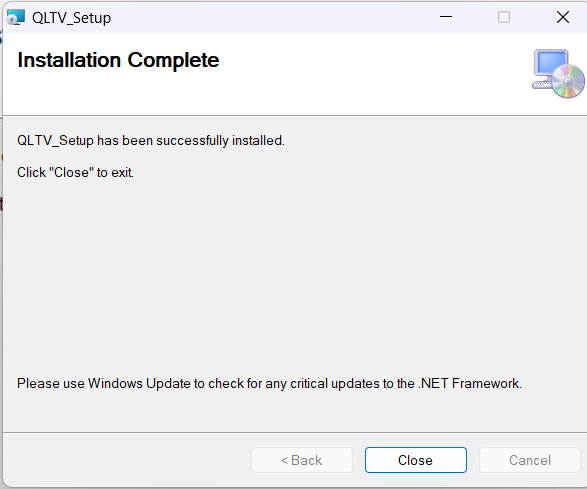 QLTV_Setup
Installation Complete
QLTV_Setup has been successfully installed.
Click "Close" to exit.
Please use Windows Update to check for any critical updates to the .NET Framework.
< Back
Close
Cancel